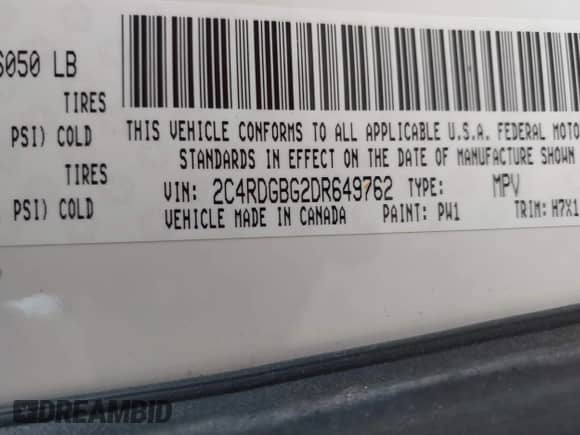 6050 LB
TIRES
PSI) COLD
TIRES
PSI) COLD
THIS VEHICLE CONFORMS TO ALL APPLICABLE U.S.A. FEDERAL MOTO
STANDARDS IN EFFECT ON THE DATE OF MANUFACTURE SHOWN
VIN: 2C4RDGBG2DR649762 TYPE: MPV
VEHICLE MADE IN CANADA PAINT: PW1 TRIM: H7X1
DREAMBID